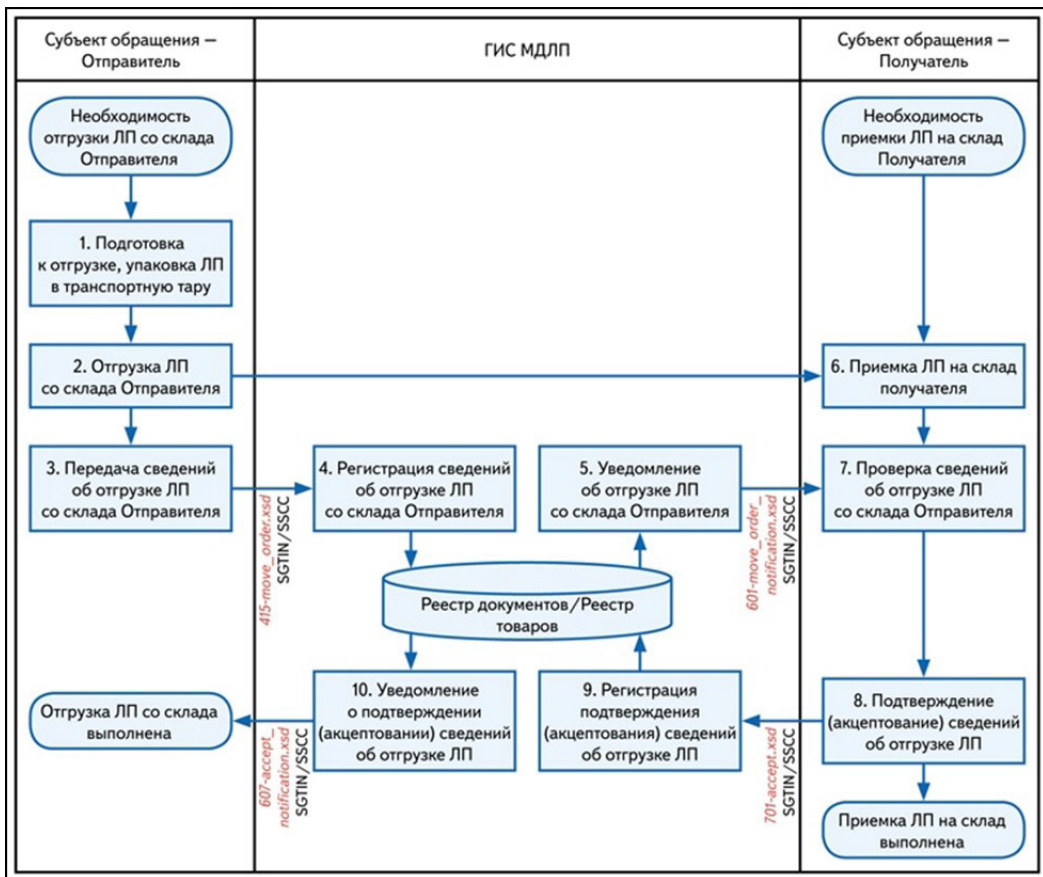 Субъект обращения —
Отправитель
ГИС МДЛП
Субъект обращения —
Получатель
Необходимость
отгрузки ЛП со склада
Отправителя
Необходимость
приемки ЛП на склад
Получателя
1. Подготовка
к отгрузке, упаковка ЛП
в транспортную тару
2. Отгрузка ЛП
со склада Отправителя
6. Приемка ЛП на склад
получателя
3. Передача сведений
об отгрузке ЛП
со склада Отправителя
415-move_order.xsd
SGTIN/SSCC
4. Регистрация сведений
об отгрузке ЛП
со склада Отправителя
5. Уведомление
об отгрузке ЛП
со склада Отправителя
601-move_order_
notification.xsd
SGTIN/SSCC
7. Проверка сведений
об отгрузке ЛП
со склада Отправителя
Реестр документов/Реестр
товаров
Отгрузка ЛП со склада
выполнена
607-accept_
notification.xsd
SGTIN/SSCC
10. Уведомление
о подтверждении
(акцептовании) сведений
об отгрузке ЛП
9. Регистрация
подтверждения
(акцептования) сведений
об отгрузке ЛП
701-accept.xsd
SGTIN/SSCC
8. Подтверждение
(акцептование) сведений
об отгрузке ЛП
Приемка ЛП на склад
выполнена